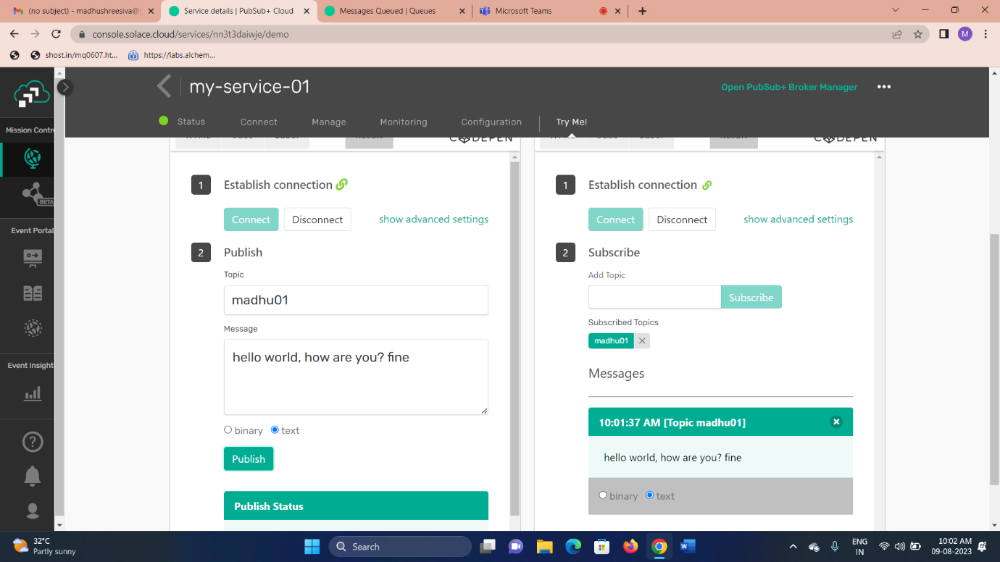 (no subject) - madhushreesiva@g
Service details | PubSub+ Cloud
Messages Queued | Queues
Microsoft Teams
console.solace.cloud/services/nn3t3daiwje/demo
M
shost.in/mq0607.ht...
https://labs.alchem...
my-service-01
Open PubSub+ Broker Manager
Status
Connect
Manage
Monitoring
Configuration
Try Me!
Mission Contr
BETA
Event Portal
Event Insight
CODEPEN
1
Establish connection
Connect
Disconnect
show advanced settings
2
Publish
Topic
madhu01
Message
hello world, how are you? fine
binary
text
Publish
Publish Status
CODEPEN
1
Establish connection
Connect
Disconnect
show advanced settings
2
Subscribe
Add Topic
Subscribe
Subscribed Topics
madhu01
Messages
10:01:37 AM [Topic madhu01]
hello world, how are you? fine
binary
text
32°C
Partly sunny
Search
ENG
IN
10:02 AM
09-08-2023